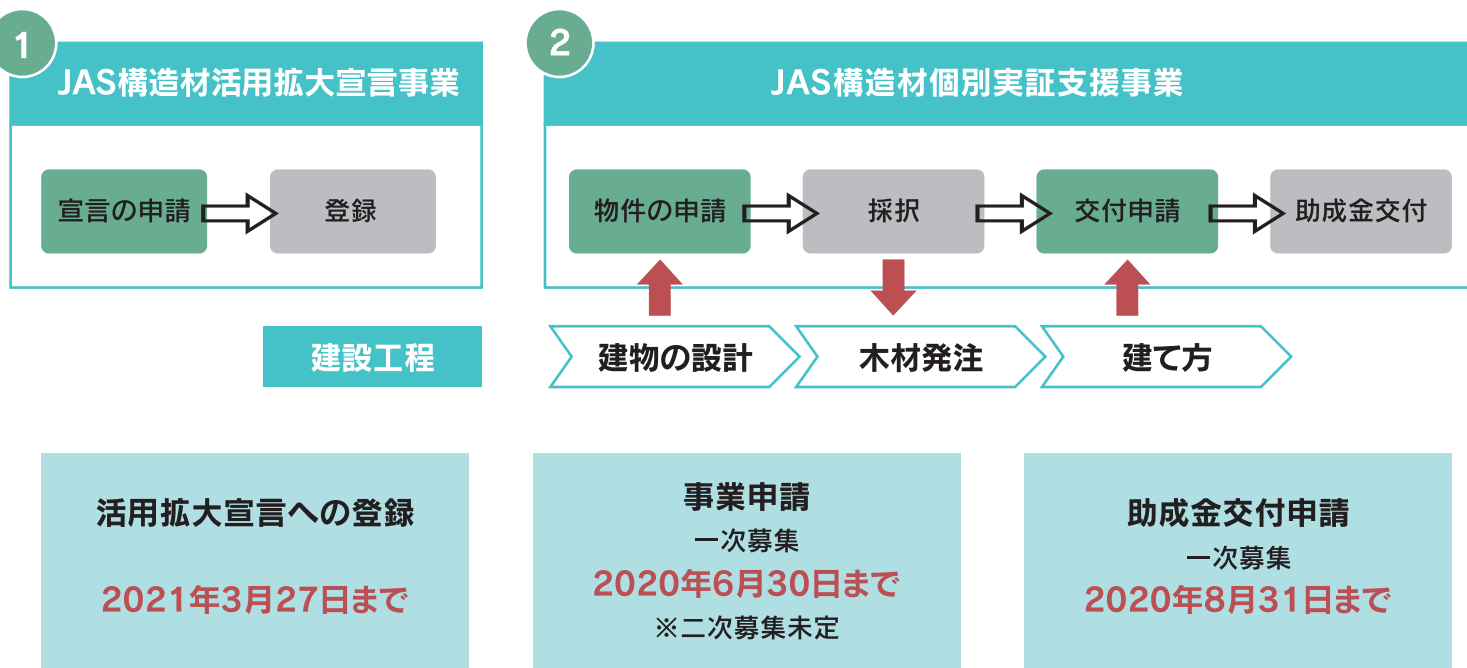 1
JAS構造材活用拡大宣言事業
宣言の申請
登録
2
JAS構造材個別実証支援事業
物件の申請
採択
交付申請
助成金交付
建設工程
建物の設計
木材発注
建て方
活用拡大宣言への登録
2021年3月27日まで
事業申請
一次募集
2020年6月30日まで
※二次募集未定
助成金交付申請
一次募集
2020年8月31日まで